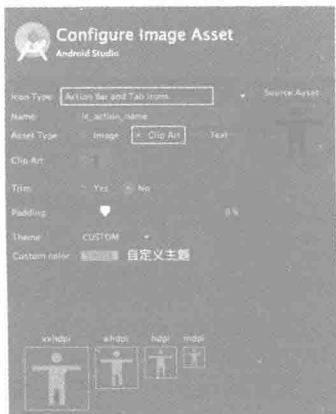 Configure Image Asset
Android Studio
Icon Type: Action Bar and Tab Icons
Source Asset
Name: ic_action_name
Asset Type: Image Clip Art Text
Clip Art:
Trim: Yes No
Padding: 0 %
Theme: CUSTOM
Custom color: 自定义主题
xxhdpi xhdpi hdpi mdpi